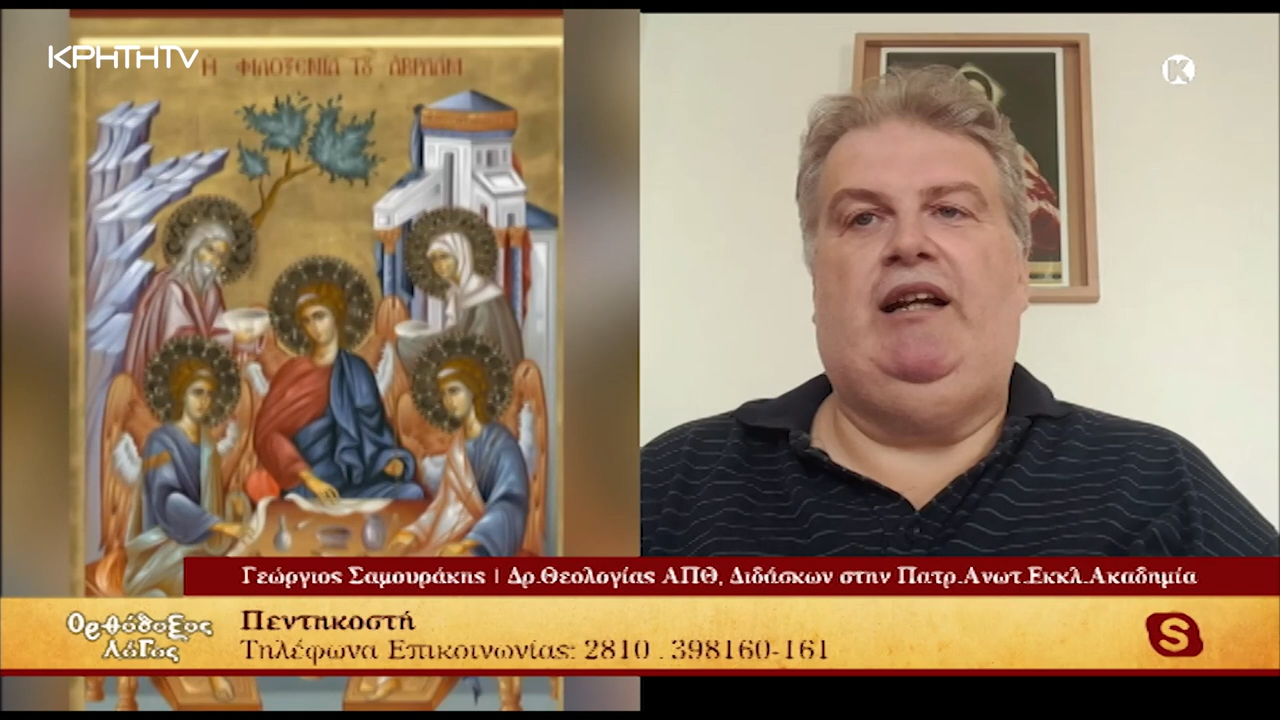 ΚΡΗΤΗTV
Η ΦΙΛΟΞΕΝΙΑ ΤΟΥ ΑΒΡΑΑΜ
K
Γεώργιος Σαμουράκης | Δρ.Θεολογίας ΑΠΘ, Διδάσκων στην Πατρ.Ανωτ.Εκκλ.Ακαδημία
Ορθόδοξος
Λόγος
Πεντηκοστή
Τηλέφωνα Επικοινωνίας: 2810 . 398160-161
S